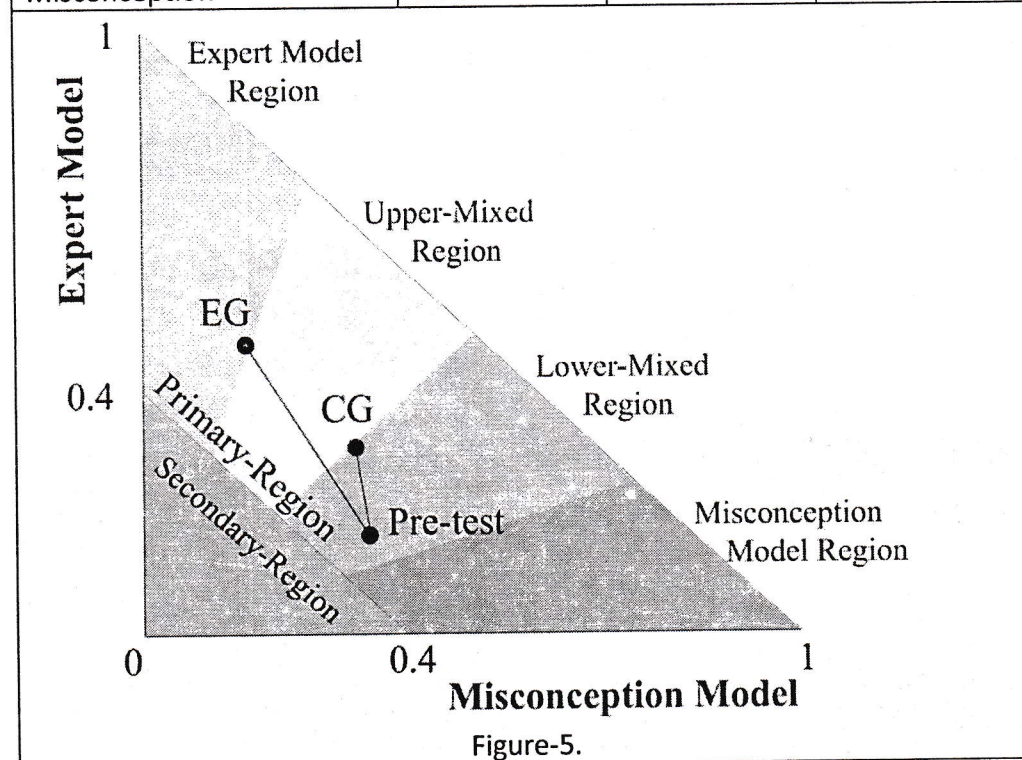 1
Expert Model
Region
Expert Model
Upper-Mixed
Region
EG
Lower-Mixed
Region
0.4
CG
Primary-Region
Secondary-Region
Pre-test
Misconception
Model Region
0
0.4
1
Misconception Model
Figure-5.